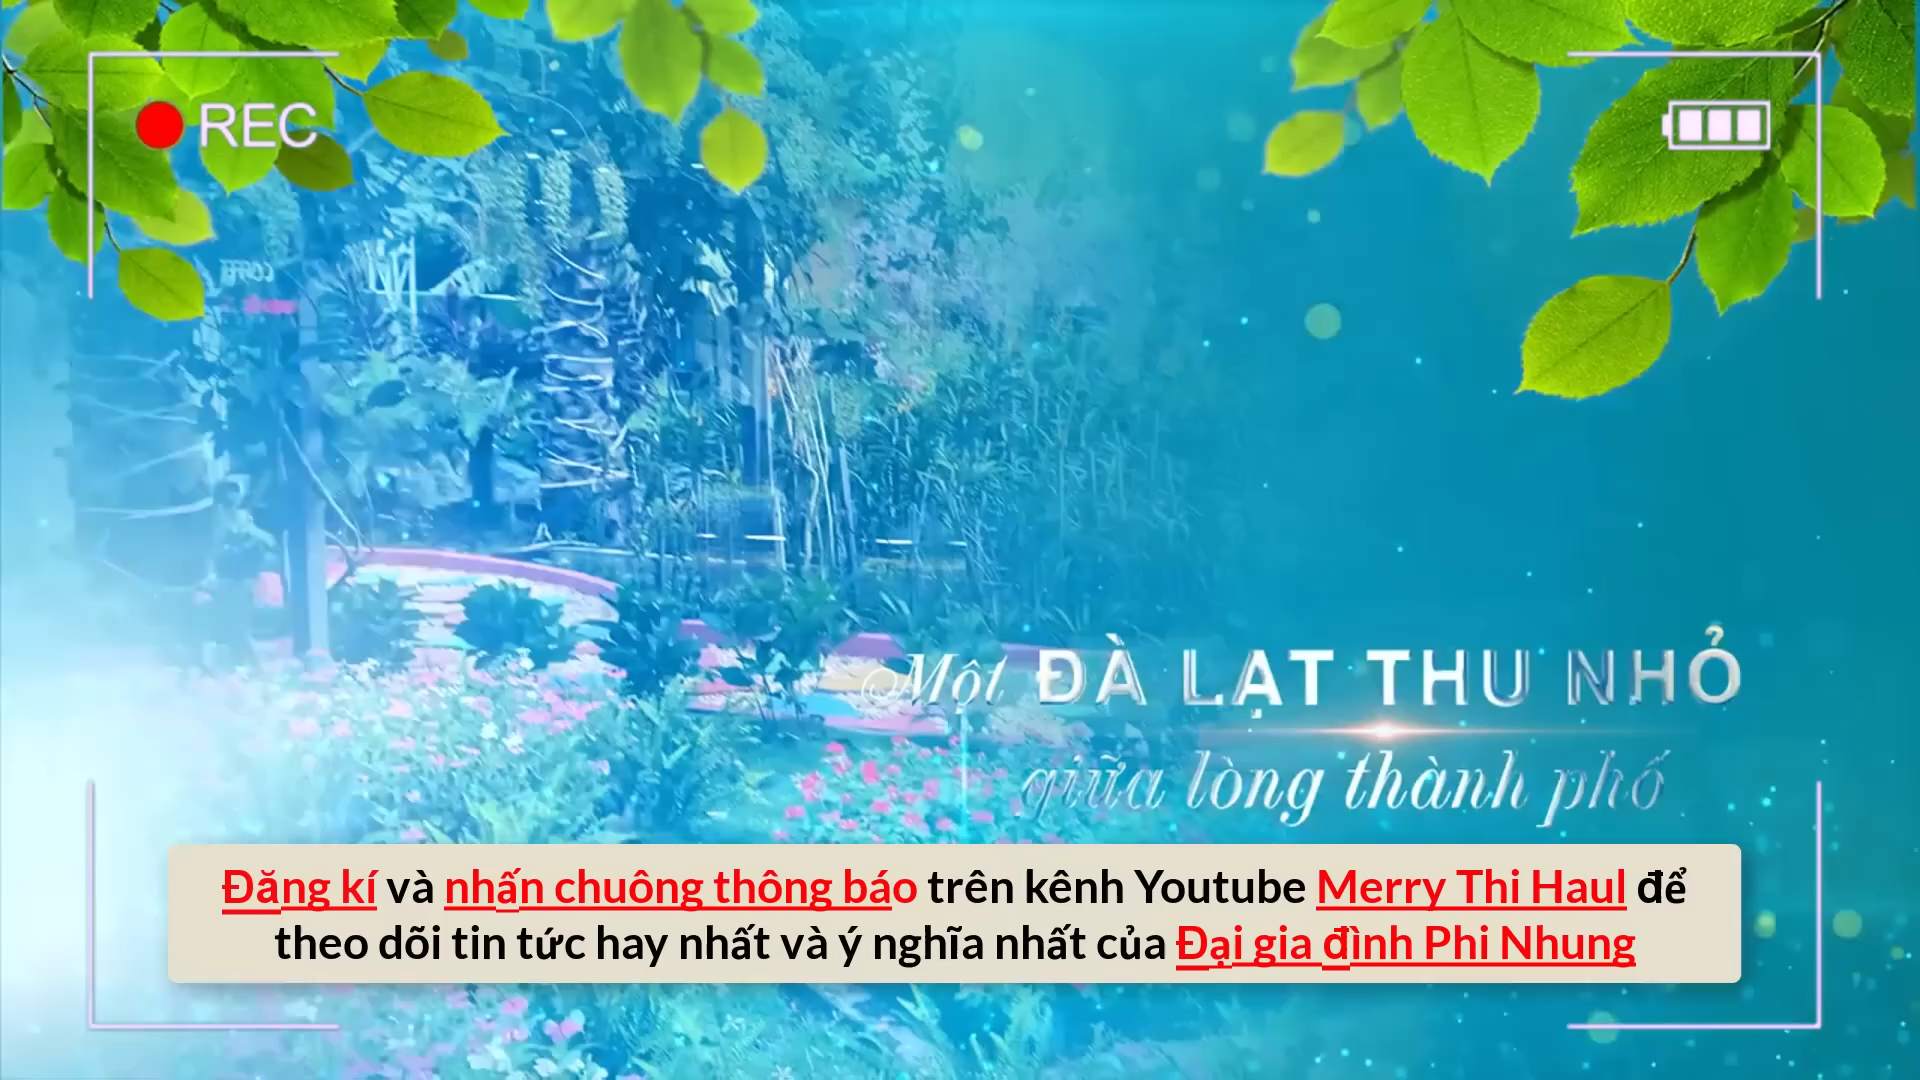 REC
Một ĐÀ LẠT THU NHỎ
giữa lòng thành phố
Đăng kí và nhấn chuông thông báo trên kênh Youtube Merry Thi Haul để
theo dõi tin tức hay nhất và ý nghĩa nhất của Đại gia đình Phi Nhung